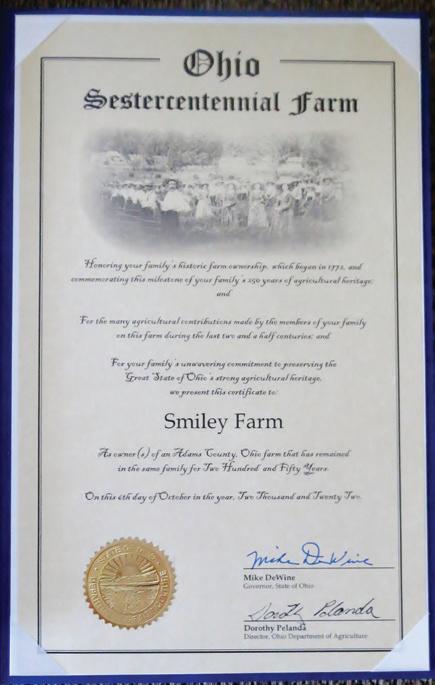 Ohio
Sestercentennial Farm
Honoring your family's historic farm ownership, which began in 1772, and
commemorating this milestone of your family's 250 years of agricultural heritage;
and
For the many agricultural contributions made by the members of your family
on this farm during the last two and a half centuries; and
For your family's unwavering commitment to preserving the
Great State of Ohio's strong agricultural heritage,
we present this certificate to:
Smiley Farm
As owner(s) of an Adams County, Ohio farm that has remained
in the same family for Two Hundred and Fifty Years.
On this 6th day of October in the year, Two Thousand and Twenty Two.
Mike DeWine
Mike DeWine
Governor, State of Ohio
Dorothy Pelanda
Dorothy Pelanda
Director, Ohio Department of Agriculture